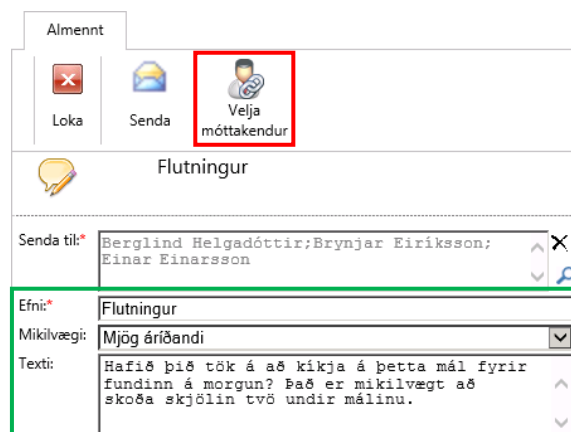 Almennt
Loka
Senda
Velja
móttakendur
Flutningur
Senda til:*
Berglind Helgadóttir;Brynjar Eiríksson;
Einar Einarsson
Efni:*
Flutningur
Mikilvægi:
Mjög áríðandi
Texti:
Hafið þið tök á að kíkja á þetta mál fyrir
fundinn á morgun? Það er mikilvægt að
skoða skjölin tvö undir málinu.